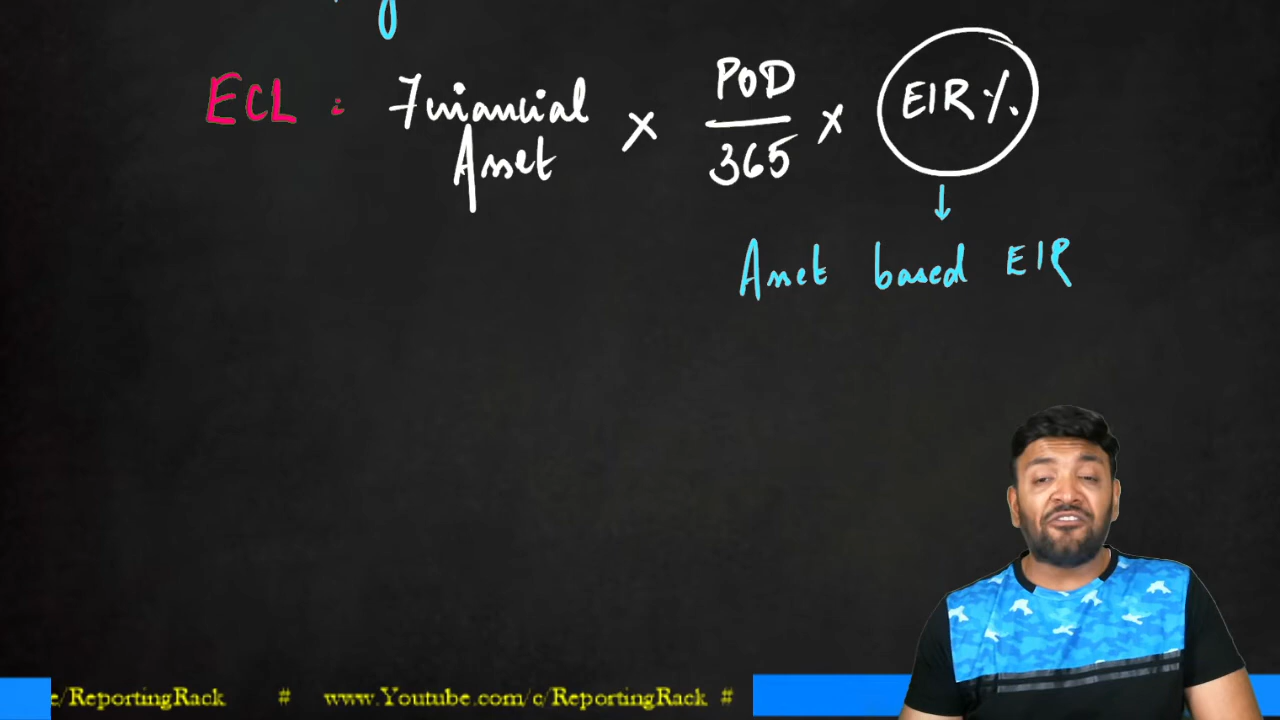 ECL : Financial Asset × POD / 365 × EIR %
↓
Asset based EIR
e/ReportingRack # www.Youtube.com/c/ReportingRack #